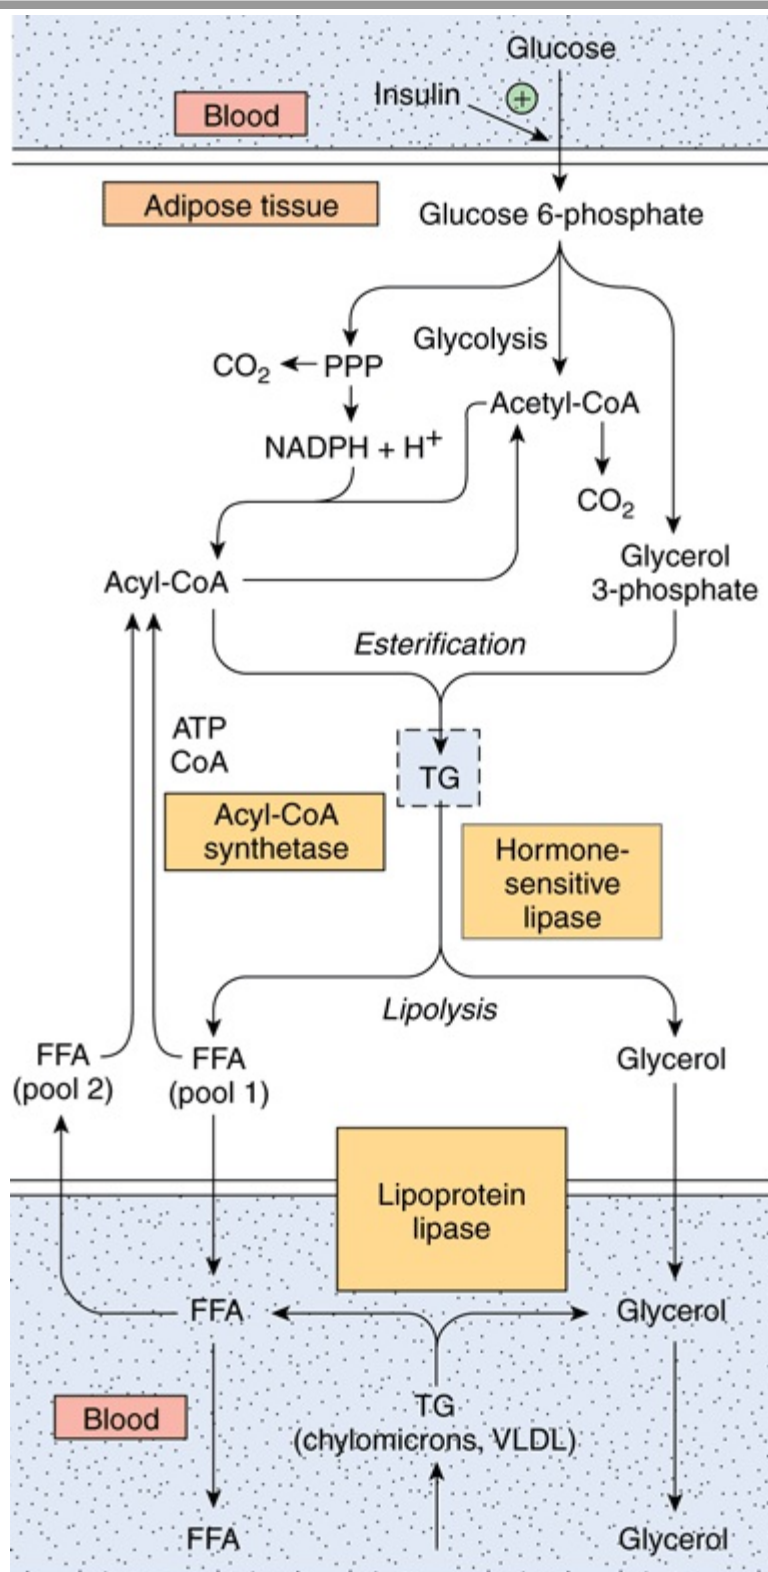 Glucose
Insulin
+
Blood
Adipose tissue
Glucose 6-phosphate
Glycolysis
CO₂
PPP
Acetyl-CoA
NADPH + H⁺
CO₂
Acyl-CoA
Glycerol
3-phosphate
Esterification
ATP
CoA
TG
Acyl-CoA
synthetase
Hormone-
sensitive
lipase
Lipolysis
FFA
(pool 2)
FFA
(pool 1)
Glycerol
Lipoprotein
lipase
FFA
Glycerol
Blood
TG
(chylomicrons, VLDL)
FFA
Glycerol